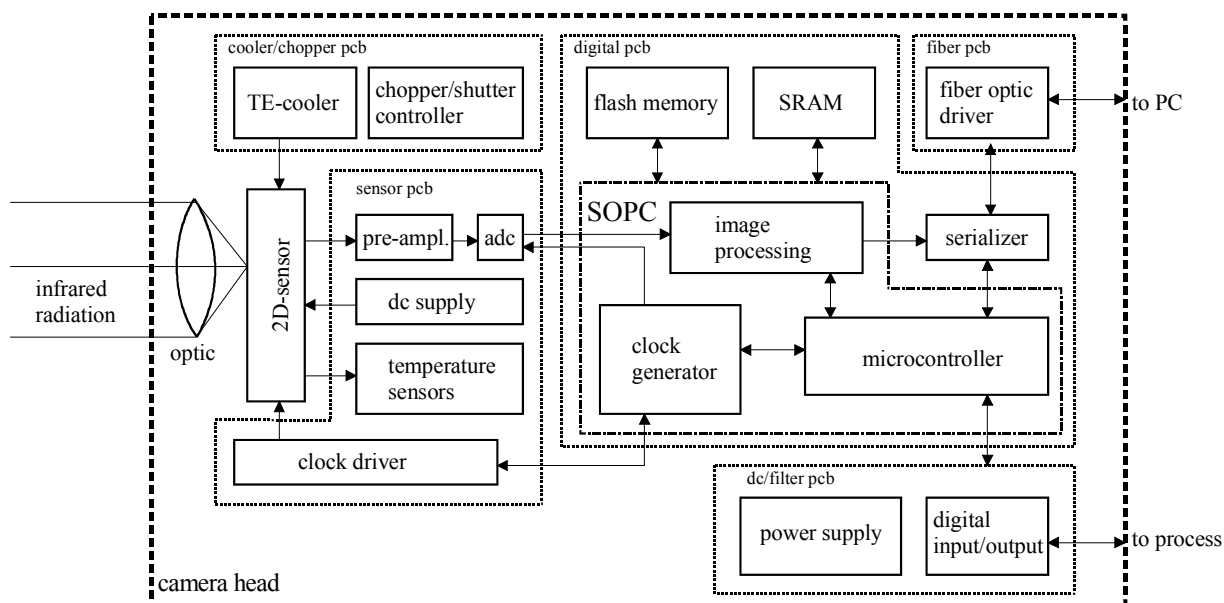 cooler/chopper pcb
TE-cooler
chopper/shutter
controller
digital pcb
flash memory
SRAM
fiber pcb
fiber optic
driver
to PC
sensor pcb
2D-sensor
pre-ampl.
adc
SOPC
image
processing
serializer
infrared
radiation
optic
dc supply
temperature
sensors
clock
generator
microcontroller
clock driver
dc/filter pcb
power supply
digital
input/output
to process
camera head